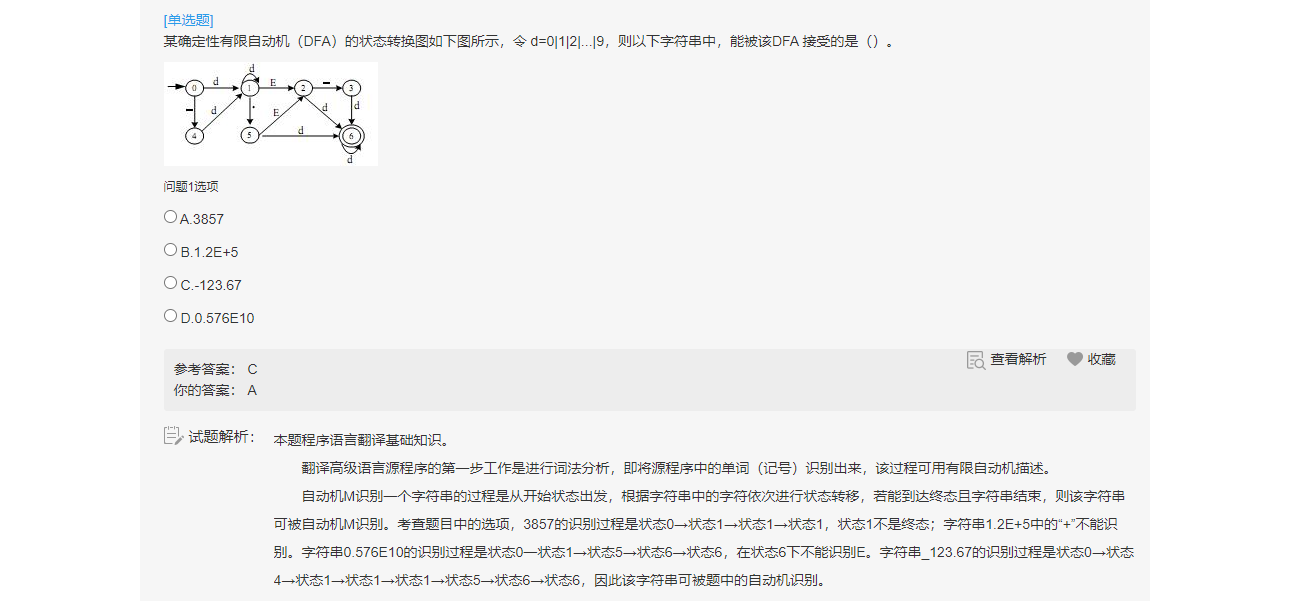 [单选题]
某确定性有限自动机（DFA）的状态转换图如下图所示，令 d=0|1|2|...|9，则以下字符串中，能被该DFA 接受的是（）。
d
0 d 1 E 2 − 3
− d . E d d
4 5 d 6
d
问题1选项
A.3857
B.1.2E+5
C.-123.67
D.0.576E10
参考答案： C
查看解析 收藏
你的答案： A
试题解析： 本题程序语言翻译基础知识。
翻译高级语言源程序的第一步工作是进行词法分析，即将源程序中的单词（记号）识别出来，该过程可用有限自动机描述。
自动机M识别一个字符串的过程是从开始状态出发，根据字符串中的字符依次进行状态转移，若能到达终态且字符串结束，则该字符串
可被自动机M识别。考查题目中的选项，3857的识别过程是状态0→状态1→状态1→状态1，状态1不是终态；字符串1.2E+5中的“+”不能识
别。字符串0.576E10的识别过程是状态0—状态1→状态5→状态6→状态6，在状态6下不能识别E。字符串_123.67的识别过程是状态0→状态
4→状态1→状态1→状态1→状态5→状态6→状态6，因此该字符串可被题中的自动机识别。